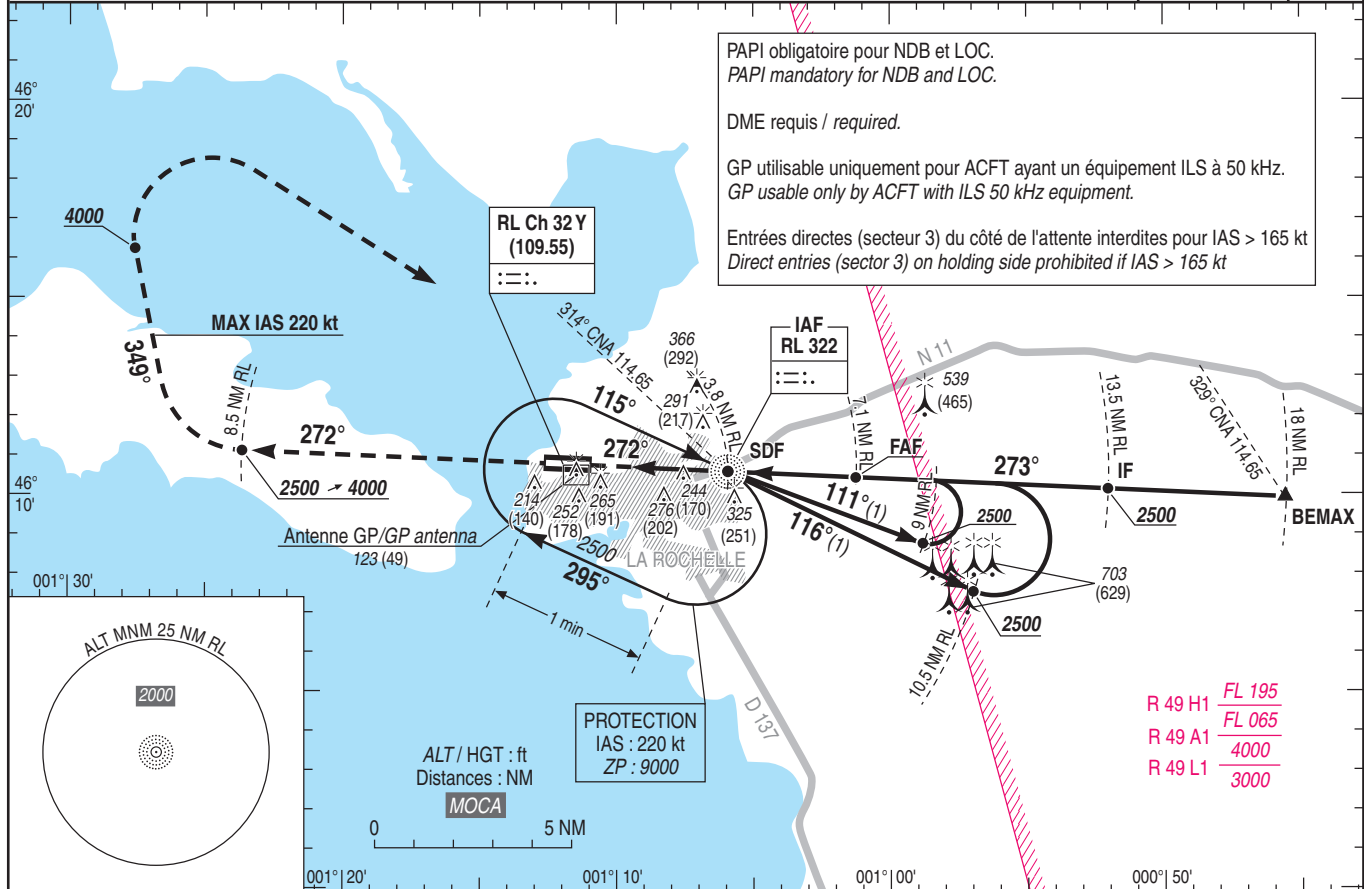 PAPI obligatoire pour NDB et LOC.
PAPI mandatory for NDB and LOC.
DME requis / required.
GP utilisable uniquement pour ACFT ayant un équipement ILS à 50 kHz.
GP usable only by ACFT with ILS 50 kHz equipment.
Entrées directes (secteur 3) du côté de l'attente interdites pour IAS > 165 kt
Direct entries (sector 3) on holding side prohibited if IAS > 165 kt
46°
20'
4000
RL Ch 32 Y
(109.55)
MAX IAS 220 kt
349°
8.5 NM RL
272°
2500 ➚ 4000
314° CNA 114.65
366
(292)
291
(217)
3.8 NM RL
IAF
RL 322
115°
272°
SDF
7.1 NM RL
FAF
N 11
539
(465)
273°
13.5 NM RL
IF
2500
329° CNA 114.65
18 NM RL
BEMAX
46°
10'
214
(140)
252
(178)
265
(191)
276
(202)
244
(170)
325
(251)
111°(1)
116°(1)
9 NM RL
2500
703
(629)
2500
10.5 NM RL
Antenne GP/GP antenna
123 (49)
2500
295°
LA ROCHELLE
1 min
001° 30'
ALT MNM 25 NM RL
2000
PROTECTION
IAS : 220 kt
ZP : 9000
D 137
ALT / HGT : ft
Distances : NM
MOCA
0 5 NM
R 49 H1 FL 195
FL 065
R 49 A1
4000
R 49 L1
3000
001° 20'
001° 10'
001° 00'
000° 50'